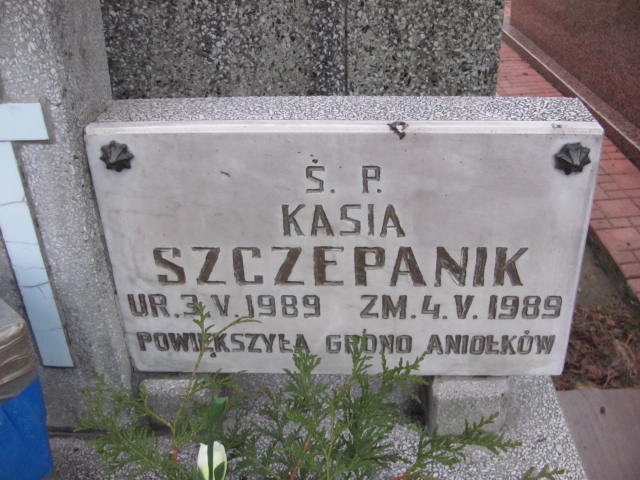 Ś. P.
KASIA
SZCZEPANIK
UR. 3. V. 1989 ZM. 4. V. 1989
POWIĘKSZYŁA GRONO ANIOŁKÓW